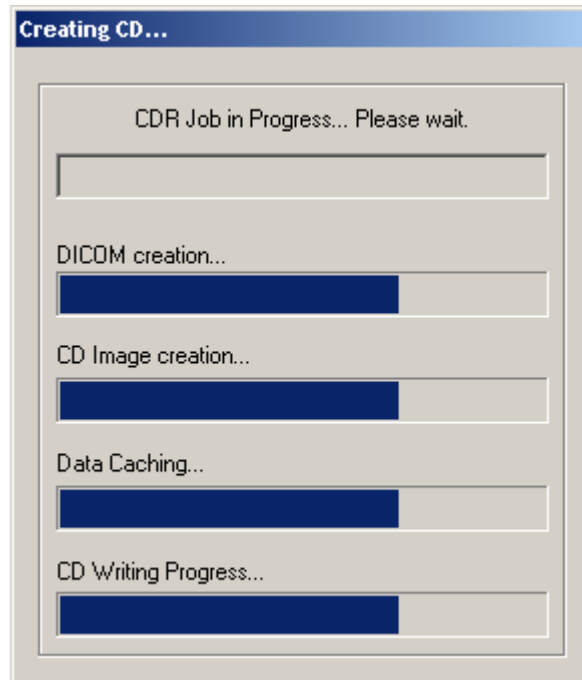 Creating CD...
CDR Job in Progress... Please wait.
DICOM creation...
CD Image creation...
Data Caching...
CD Writing Progress...